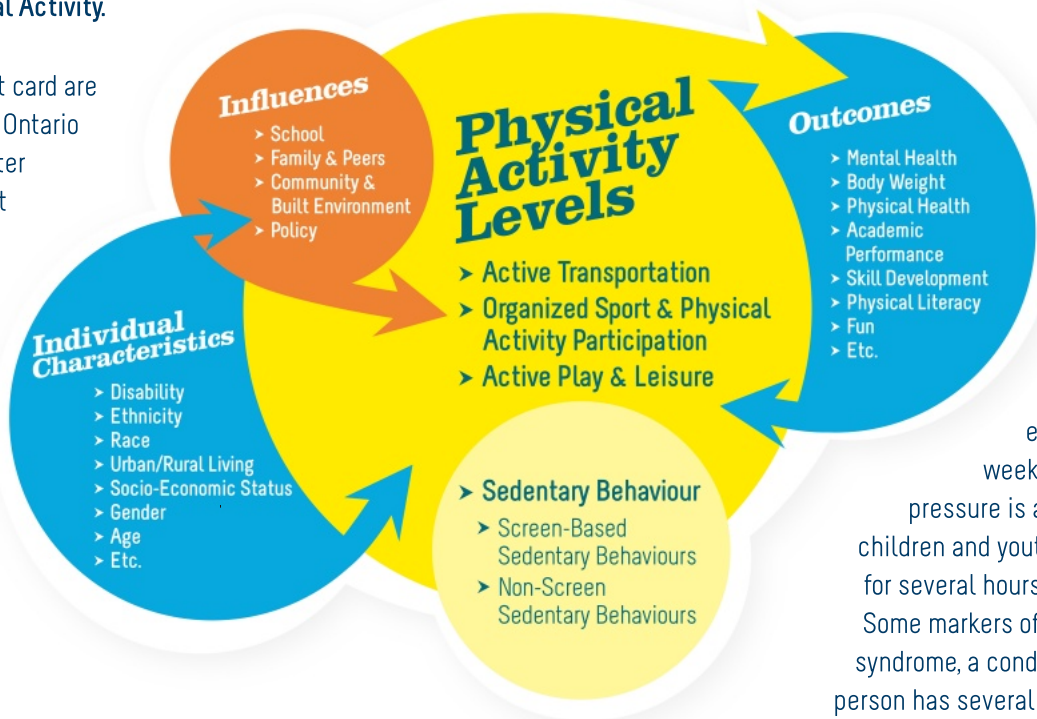 al Activity.
t card are
Ontario
ter
t
Influences
➤ School
➤ Family & Peers
➤ Community &
Built Environment
➤ Policy
Physical
Activity
Levels
➤ Active Transportation
➤ Organized Sport & Physical
Activity Participation
➤ Active Play & Leisure
Outcomes
➤ Mental Health
➤ Body Weight
➤ Physical Health
➤ Academic
Performance
➤ Skill Development
➤ Physical Literacy
➤ Fun
➤ Etc.
Individual
Characteristics
➤ Disability
➤ Ethnicity
➤ Race
➤ Urban/Rural Living
➤ Socio-Economic Status
➤ Gender
➤ Age
➤ Etc.
➤ Sedentary Behaviour
➤ Screen-Based
Sedentary Behaviours
➤ Non-Screen
Sedentary Behaviours
e
week
pressure is a
children and yout
for several hours
Some markers of
syndrome, a cond
person has several